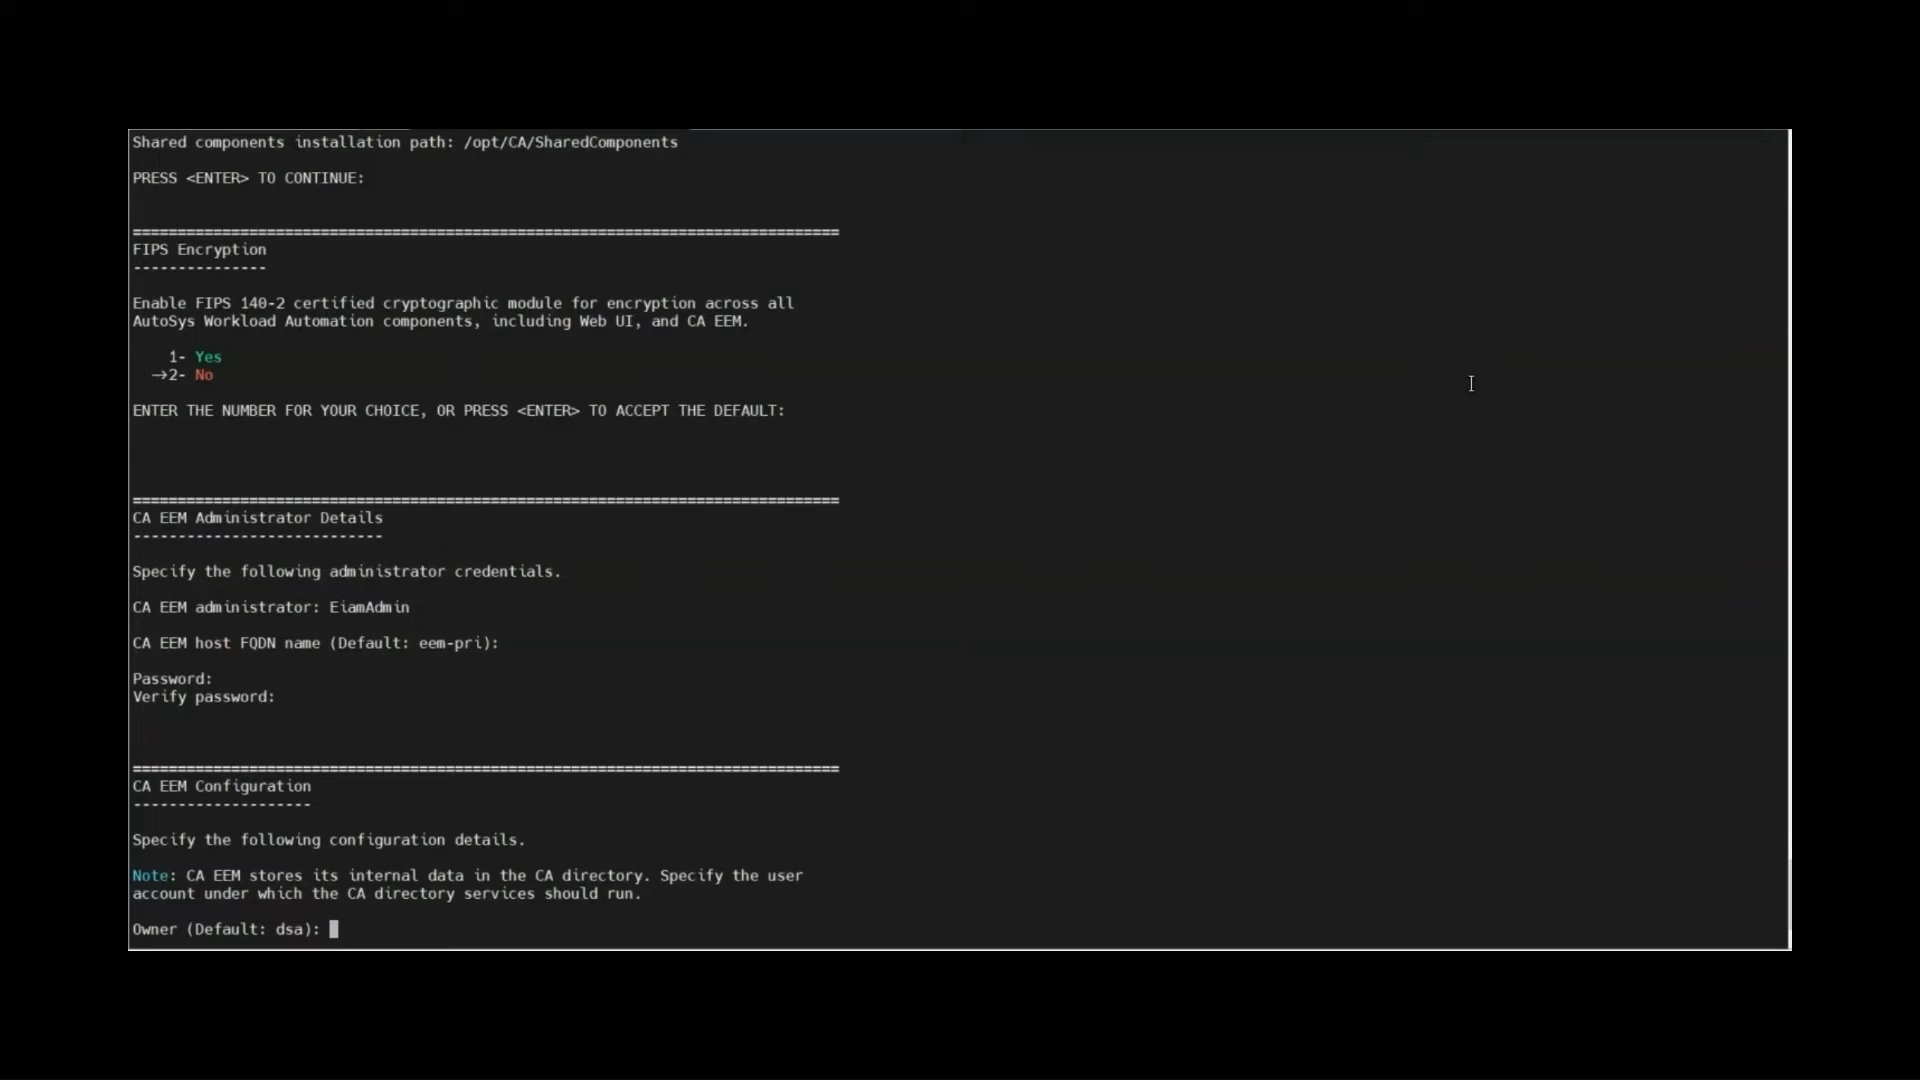 Shared components installation path: /opt/CA/SharedComponents
PRESS <ENTER> TO CONTINUE:
===============================================================================
FIPS Encryption
---------------
Enable FIPS 140-2 certified cryptographic module for encryption across all
AutoSys Workload Automation components, including Web UI, and CA EEM.
1- Yes
→2- No
ENTER THE NUMBER FOR YOUR CHOICE, OR PRESS <ENTER> TO ACCEPT THE DEFAULT:
===============================================================================
CA EEM Administrator Details
----------------------------
Specify the following administrator credentials.
CA EEM administrator: EiamAdmin
CA EEM host FQDN name (Default: eem-pri):
Password:
Verify password:
===============================================================================
CA EEM Configuration
--------------------
Specify the following configuration details.
Note: CA EEM stores its internal data in the CA directory. Specify the user
account under which the CA directory services should run.
Owner (Default: dsa):